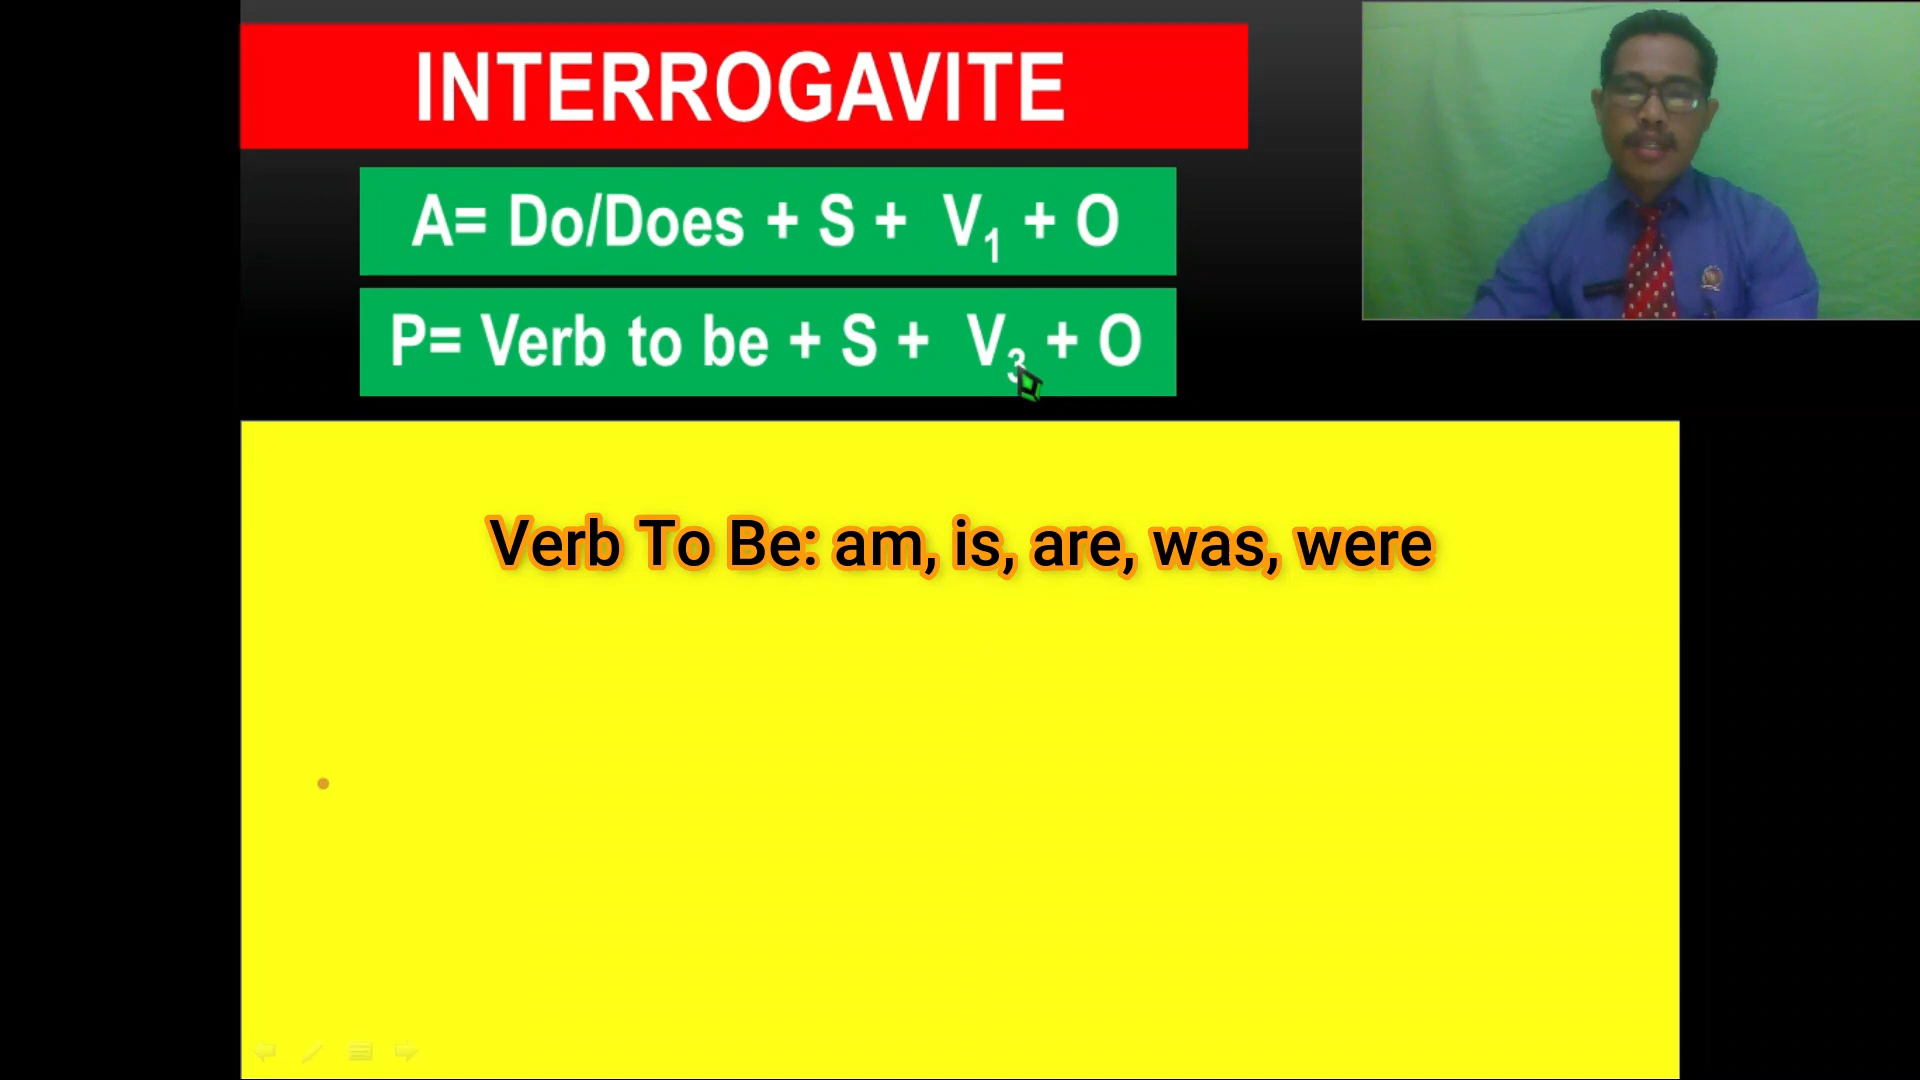 INTERROGAVITE
A= Do/Does + S + V₁ + O
P= Verb to be + S + V₃ + O
Verb To Be: am, is, are, was, were